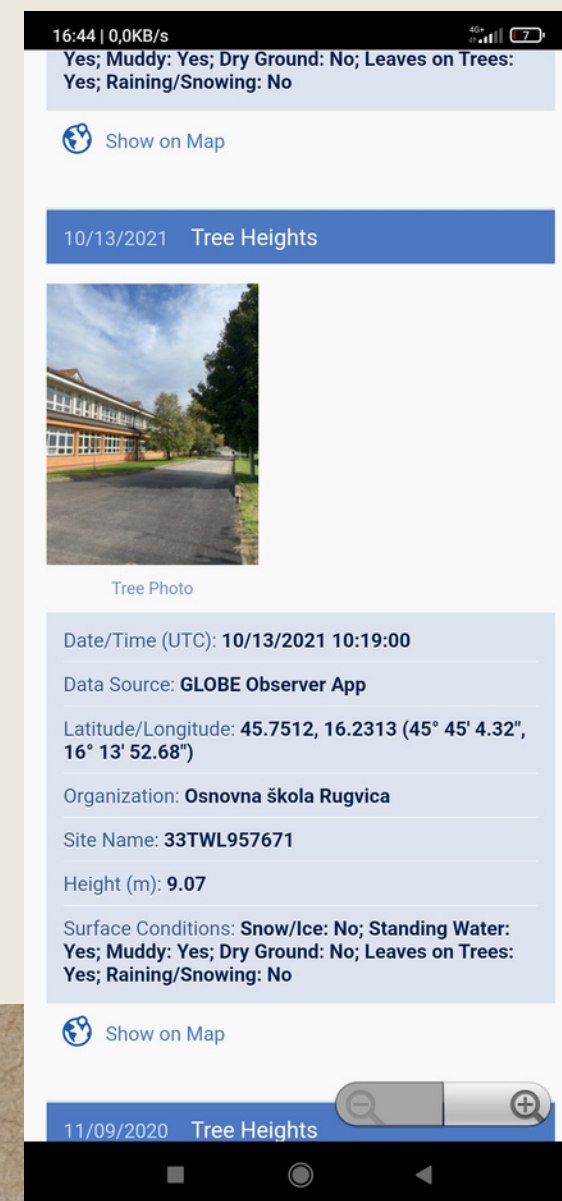 16:44 | 0,0KB/s 4G+ 7
Yes; Muddy: Yes; Dry Ground: No; Leaves on Trees:
Yes; Raining/Snowing: No
Show on Map
10/13/2021 Tree Heights
Tree Photo
Date/Time (UTC): 10/13/2021 10:19:00
Data Source: GLOBE Observer App
Latitude/Longitude: 45.7512, 16.2313 (45° 45' 4.32",
16° 13' 52.68")
Organization: Osnovna škola Rugvica
Site Name: 33TWL957671
Height (m): 9.07
Surface Conditions: Snow/Ice: No; Standing Water:
Yes; Muddy: Yes; Dry Ground: No; Leaves on Trees:
Yes; Raining/Snowing: No
Show on Map
11/09/2020 Tree Heights